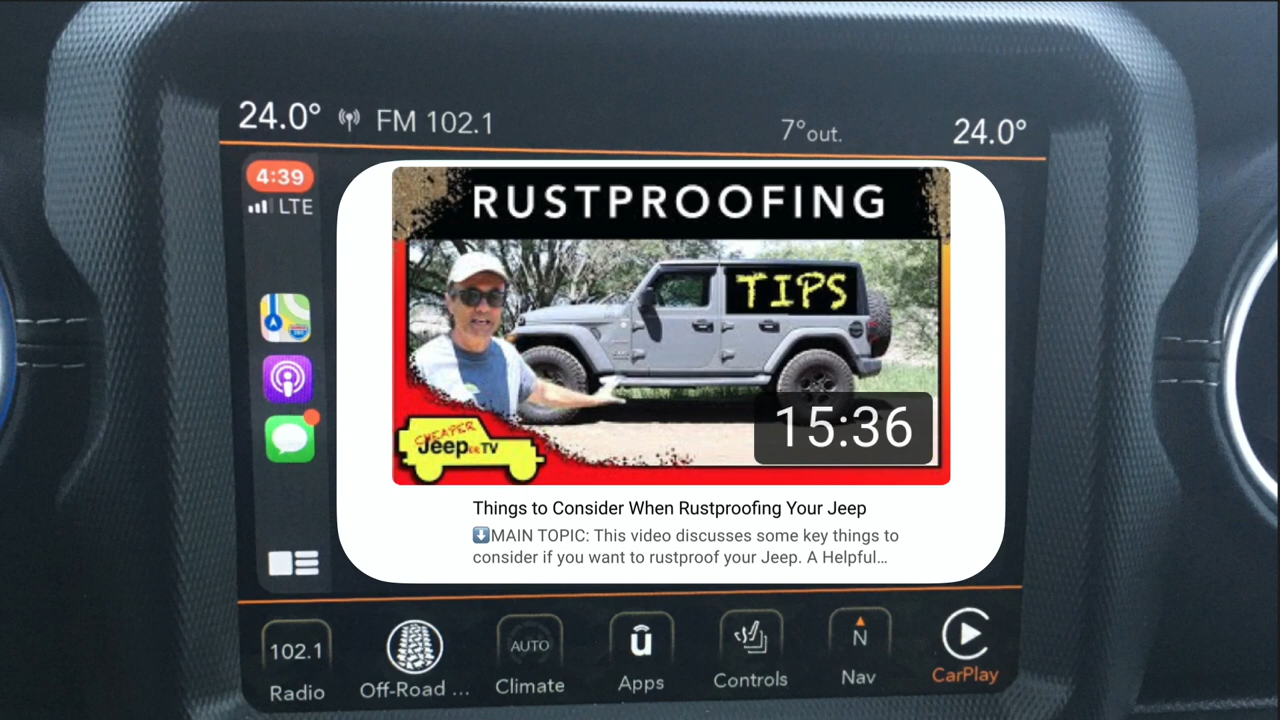 24.0° FM 102.1 7°out. 24.0°
4:39
LTE
RUSTPROOFING
TIPS
15:36
CHEAPER
JeepER TV
Things to Consider When Rustproofing Your Jeep
⬇️MAIN TOPIC: This video discusses some key things to
consider if you want to rustproof your Jeep. A Helpful...
102.1 AUTO ū N
Radio Off-Road ... Climate Apps Controls Nav CarPlay